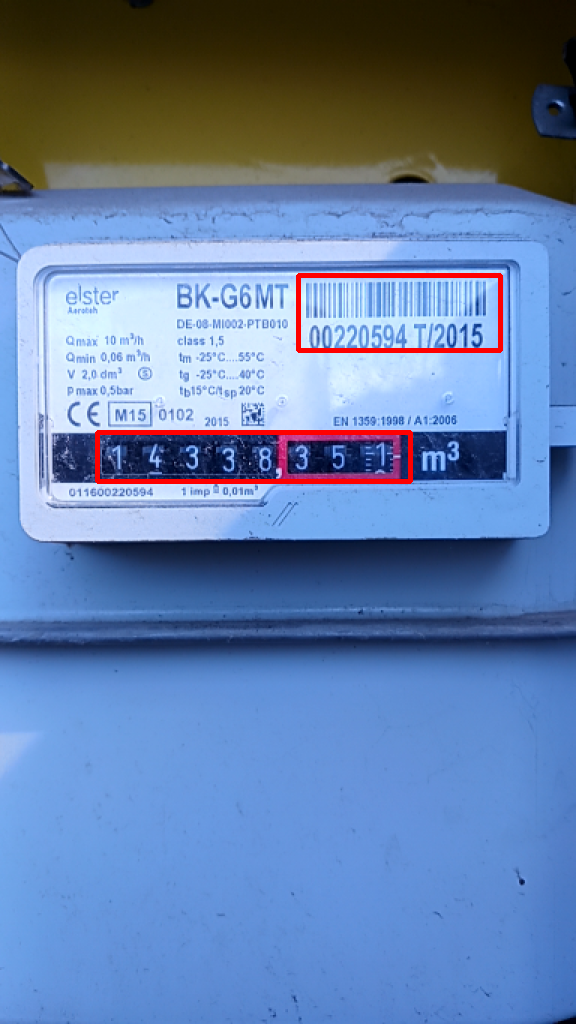 elster
Aeroteh
BK-G6MT
DE-08-MI002-PTB010
00220594 T/2015
Qmax 10 m³/h
class 1,5
Qmin 0,06 m³/h
tm -25°C....55°C
V 2,0 dm³ S
tg -25°C....40°C
pmax 0,5bar
tb15°C/tsp 20°C
CE M15 0102 2015
EN 1359:1998 / A1:2006
14338,351 m³
011600220594
1 imp ≙ 0,01m³